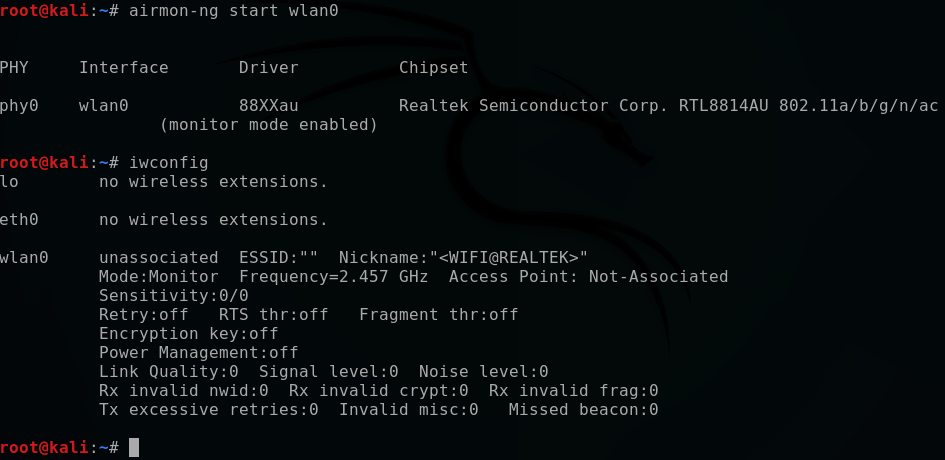 root@kali:~# airmon-ng start wlan0
PHY     Interface       Driver          Chipset
phy0    wlan0           88XXau          Realtek Semiconductor Corp. RTL8814AU 802.11a/b/g/n/ac
                (monitor mode enabled)
root@kali:~# iwconfig
lo        no wireless extensions.
eth0      no wireless extensions.
wlan0     unassociated  ESSID:""  Nickname:"<WIFI@REALTEK>"
          Mode:Monitor  Frequency=2.457 GHz  Access Point: Not-Associated
          Sensitivity:0/0
          Retry:off   RTS thr:off   Fragment thr:off
          Encryption key:off
          Power Management:off
          Link Quality:0  Signal level:0  Noise level:0
          Rx invalid nwid:0  Rx invalid crypt:0  Rx invalid frag:0
          Tx excessive retries:0  Invalid misc:0   Missed beacon:0
root@kali:~#